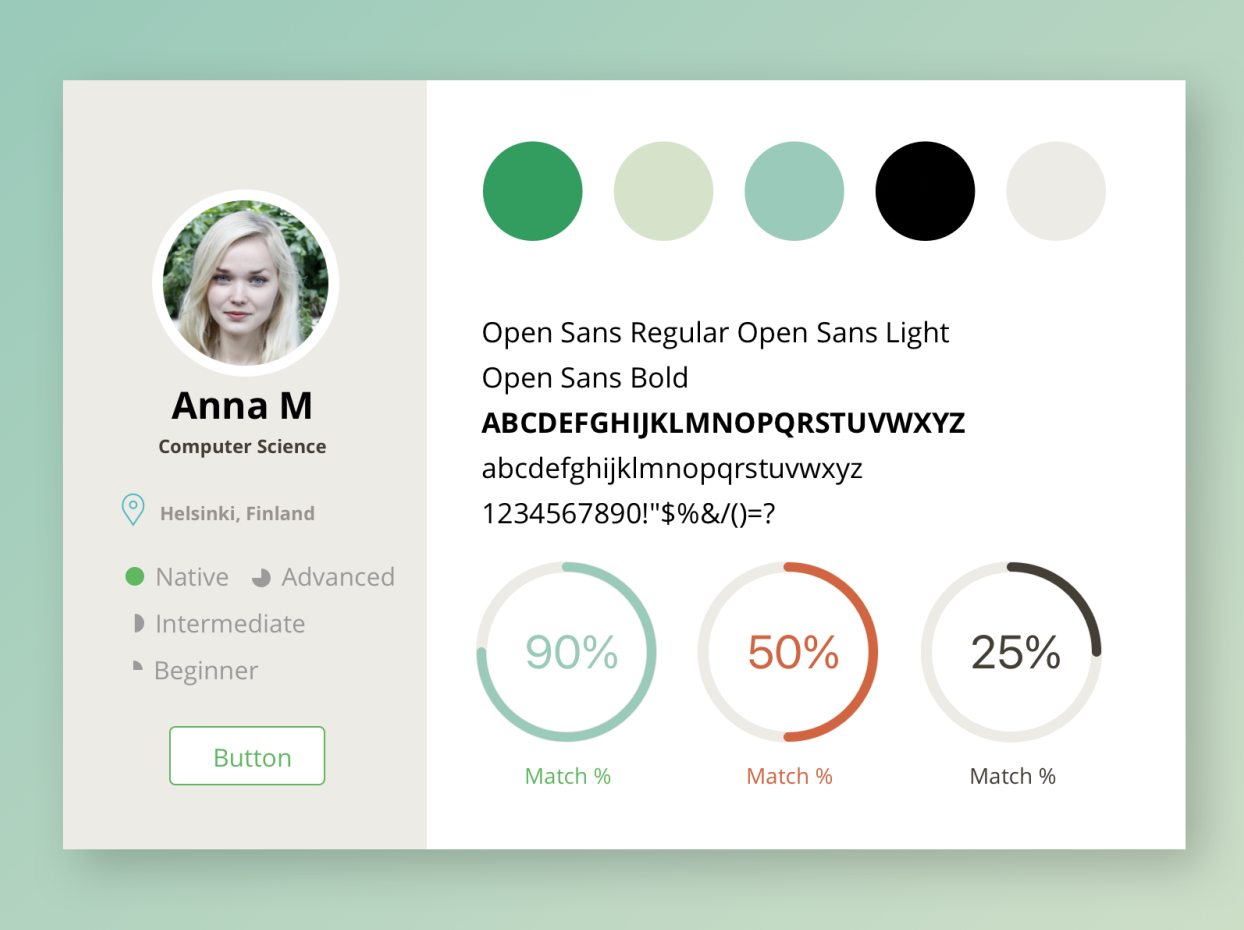 Anna M
Computer Science
Helsinki, Finland
Native Advanced
Intermediate
Beginner
Button
Open Sans Regular Open Sans Light
Open Sans Bold
ABCDEFGHIJKLMNOPQRSTUVWXYZ
abcdefghijklmnopqrstuvwxyz
1234567890!"$%&/()=?
90% 50% 25%
Match % Match % Match %